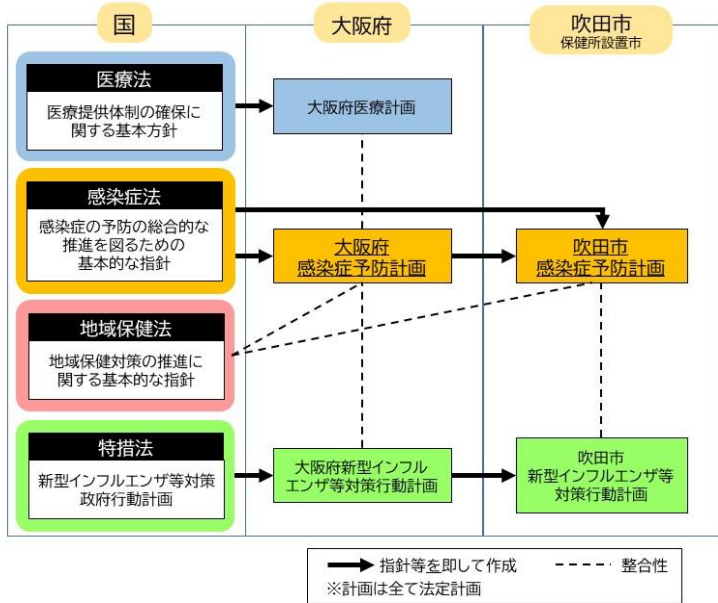 国
大阪府
吹田市
保健所設置市
医療法
医療提供体制の確保に
関する基本方針
大阪府医療計画
感染症法
感染症の予防の総合的な
推進を図るための
基本的な指針
大阪府
感染症予防計画
吹田市
感染症予防計画
地域保健法
地域保健対策の推進に
関する基本的な指針
特措法
新型インフルエンザ等対策
政府行動計画
大阪府新型インフル
エンザ等対策行動計画
吹田市
新型インフルエンザ等
対策行動計画
指針等を即して作成
整合性
※計画は全て法定計画